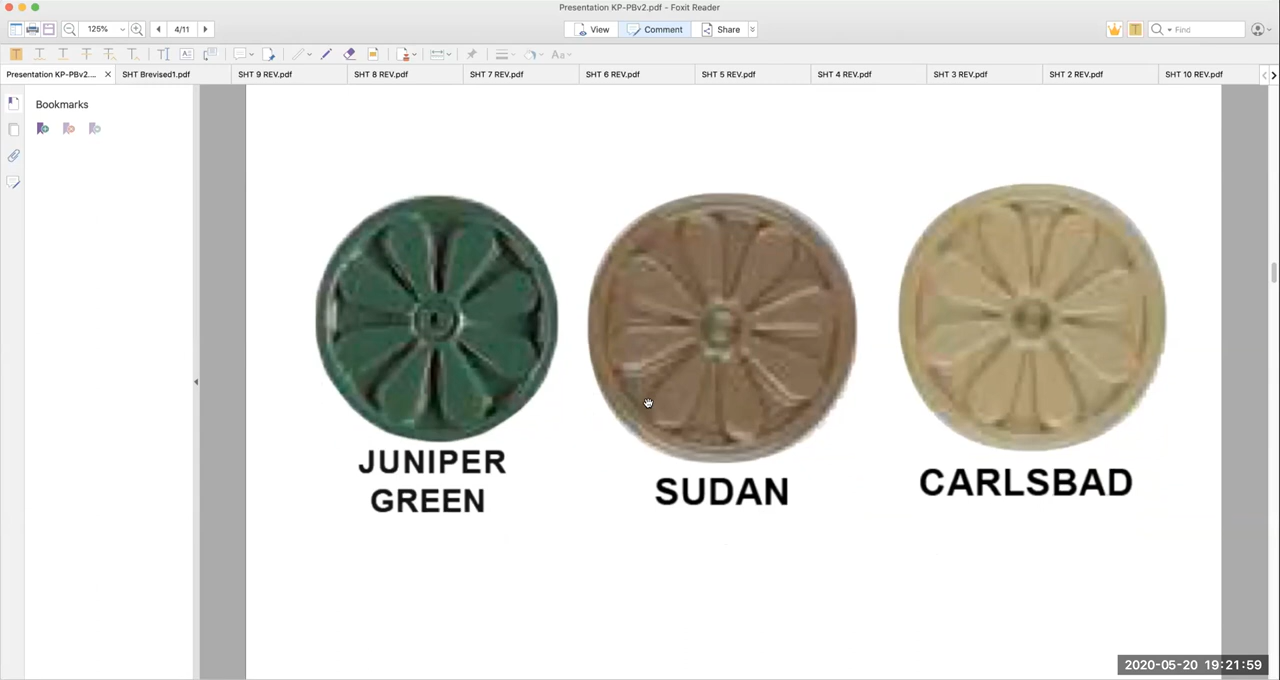 Presentation KP-PBv2.pdf - Foxit Reader
125%
4/11
View
Comment
Share
Find
Presentation KP-PBv2....
SHT Brevised1.pdf
SHT 9 REV.pdf
SHT 8 REV.pdf
SHT 7 REV.pdf
SHT 6 REV.pdf
SHT 5 REV.pdf
SHT 4 REV.pdf
SHT 3 REV.pdf
SHT 2 REV.pdf
SHT 10 REV.pdf
Bookmarks
JUNIPER
GREEN
SUDAN
CARLSBAD
2020-05-20 19:21:59